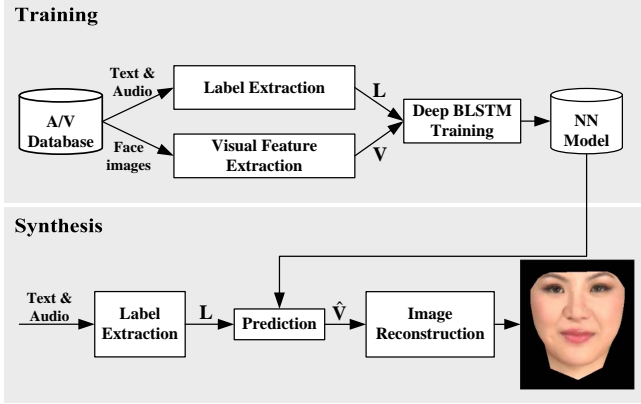 Training
Text &
Audio
Label Extraction
L
A/V
Database
Deep BLSTM
Training
NN
Model
Face
images
Visual Feature
Extraction
V
Synthesis
Text &
Audio
Label
Extraction
L
Prediction
V̂
Image
Reconstruction